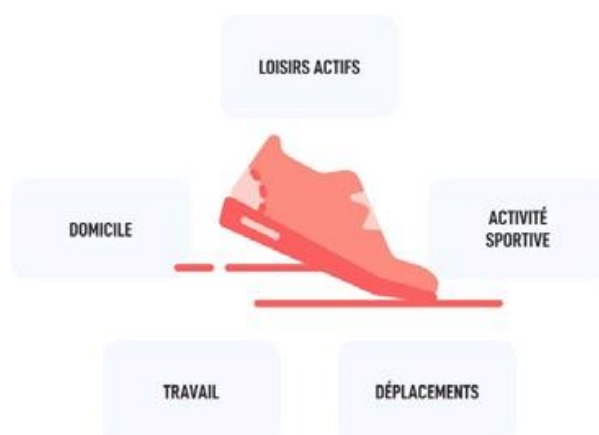 LOISIRS ACTIFS
DOMICILE
ACTIVITÉ
SPORTIVE
TRAVAIL
DÉPLACEMENTS